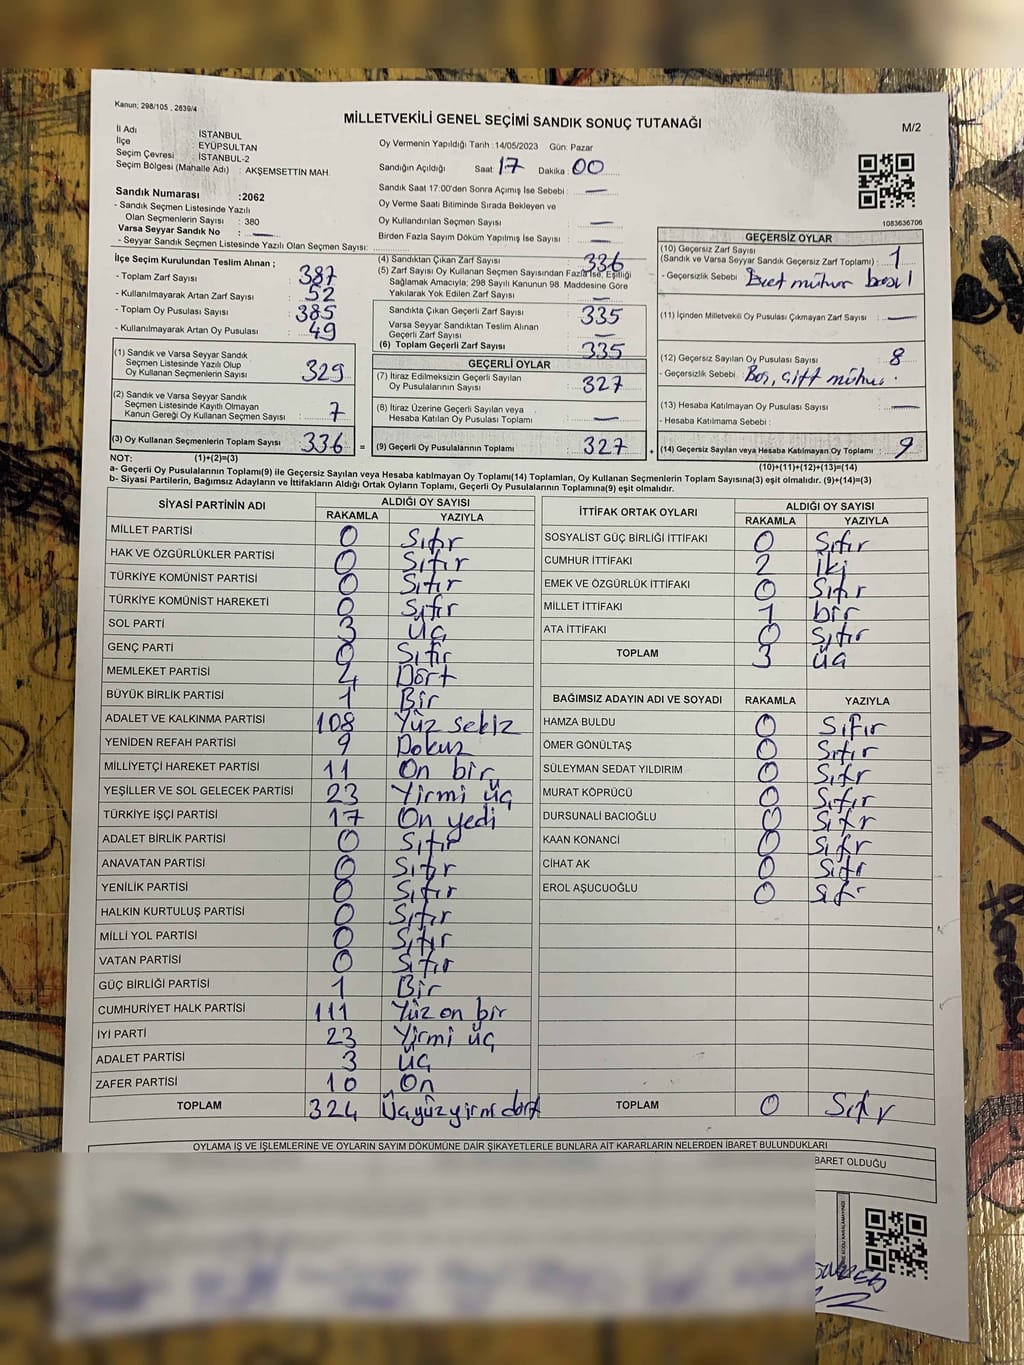 Kanun; 298/105 , 2839/4
MİLLETVEKİLİ GENEL SEÇİMİ SANDIK SONUÇ TUTANAĞI
M/2
İl Adı İSTANBUL
İlçe EYÜPSULTAN
Seçim Çevresi İSTANBUL-2
Seçim Bölgesi (Mahalle Adı) : AKŞEMSETTİN MAH.
Sandık Numarası :2062
- Sandık Seçmen Listesinde Yazılı
Olan Seçmenlerin Sayısı : 380
Varsa Seyyar Sandık No : —
- Seyyar Sandık Seçmen Listesinde Yazılı Olan Seçmen Sayısı:
Oy Vermenin Yapıldığı Tarih :14/05/2023 Gün: Pazar
Sandığın Açıldığı Saat : 17 Dakika : 00
Sandık Saat 17:00'den Sonra Açımış İse Sebebi : —
Oy Verme Saati Bitiminde Sırada Bekleyen ve
Oy Kullandırılan Seçmen Sayısı : —
Birden Fazla Sayım Döküm Yapılmış İse Sayısı : —
1083636706
İlçe Seçim Kurulundan Teslim Alınan ;
- Toplam Zarf Sayısı : 387
- Kullanılmayarak Artan Zarf Sayısı : 52
- Toplam Oy Pusulası Sayısı : 385
- Kullanılmayarak Artan Oy Pusulası : 49
(1) Sandık ve Varsa Seyyar Sandık
Seçmen Listesinde Yazılı Olup
Oy Kullanan Seçmenlerin Sayısı : 329
(2) Sandık ve Varsa Seyyar Sandık
Seçmen Listesinde Kayıtlı Olmayan
Kanun Gereği Oy Kullanan Seçmen Sayısı : 7
(3) Oy Kullanan Seçmenlerin Toplam Sayısı : 336 =
(4) Sandıktan Çıkan Zarf Sayısı : 336
(5) Zarf Sayısı Oy Kullanan Seçmen Sayısından Fazla İse, Eşitliği
Sağlamak Amacıyla; 298 Sayılı Kanunun 98. Maddesine Göre
Yakılarak Yok Edilen Zarf Sayısı : —
Sandıkta Çıkan Geçerli Zarf Sayısı : 335
Varsa Seyyar Sandıktan Teslim Alınan
Geçerli Zarf Sayısı : —
(6) Toplam Geçerli Zarf Sayısı : 335
GEÇERLİ OYLAR
(7) İtiraz Edilmeksizin Geçerli Sayılan
Oy Pusulalarının Sayısı : 327
(8) İtiraz Üzerine Geçerli Sayılan veya
Hesaba Katılan Oy Pusulası Toplamı : —
(9) Geçerli Oy Pusulalarının Toplamı : 327 +
GEÇERSİZ OYLAR
(10) Geçersiz Zarf Sayısı
(Sandık ve Varsa Seyyar Sandık Geçersiz Zarf Toplamı) : 1
- Geçersizlik Sebebi : mühür
(11) İçinden Milletvekili Oy Pusulası Çıkmayan Zarf Sayısı : —
(12) Geçersiz Sayılan Oy Pusulası Sayısı : 8
- Geçersizlik Sebebi : Boş, çift mühür.
(13) Hesaba Katılmayan Oy Pusulası Sayısı : —
- Hesaba Katılmama Sebebi :
(14) Geçersiz Sayılan veya Hesaba Katılmayan Oy Toplamı : 9
NOT: (1)+(2)=(3) (10)+(11)+(12)+(13)=(14)
a- Geçerli Oy Pusulalarının Toplamı(9) ile Geçersiz Sayılan veya Hesaba katılmayan Oy Toplamı(14) Toplamları, Oy Kullanan Seçmenlerin Toplam Sayısına(3) eşit olmalıdır. (9)+(14)=(3)
b- Siyasi Partilerin, Bağımsız Adayların ve İttifakların Aldığı Ortak Oyların Toplamı, Geçerli Oy Pusulalarının Toplamına(9) eşit olmalıdır.
SİYASİ PARTİNİN ADI ALDIĞI OY SAYISI
RAKAMLA YAZIYLA
MİLLET PARTİSİ 0 Sıfır
HAK VE ÖZGÜRLÜKLER PARTİSİ 0 Sıfır
TÜRKİYE KOMÜNİST PARTİSİ 0 Sıfır
TÜRKİYE KOMÜNİST HAREKETİ 0 Sıfır
SOL PARTİ 3 Üç
GENÇ PARTİ 0 Sıfır
MEMLEKET PARTİSİ 4 Dört
BÜYÜK BİRLİK PARTİSİ 1 Bir
ADALET VE KALKINMA PARTİSİ 108 Yüz sekiz
YENİDEN REFAH PARTİSİ 9 Dokuz
MİLLİYETÇİ HAREKET PARTİSİ 11 On bir
YEŞİLLER VE SOL GELECEK PARTİSİ 23 Yirmi üç
TÜRKİYE İŞÇİ PARTİSİ 17 On yedi
ADALET BİRLİK PARTİSİ 0 Sıfır
ANAVATAN PARTİSİ 0 Sıfır
YENİLİK PARTİSİ 0 Sıfır
HALKIN KURTULUŞ PARTİSİ 0 Sıfır
MİLLİ YOL PARTİSİ 0 Sıfır
VATAN PARTİSİ 0 Sıfır
GÜÇ BİRLİĞİ PARTİSİ 1 Bir
CUMHURİYET HALK PARTİSİ 111 Yüz on bir
İYİ PARTİ 23 Yirmi üç
ADALET PARTİSİ 3 üç
ZAFER PARTİSİ 10 On
TOPLAM 324 Üçyüzyirmi dört
İTTİFAK ORTAK OYLARI ALDIĞI OY SAYISI
RAKAMLA YAZIYLA
SOSYALİST GÜÇ BİRLİĞİ İTTİFAKI 0 Sıfır
CUMHUR İTTİFAKI 2 iki
EMEK VE ÖZGÜRLÜK İTTİFAKI 0 Sıfır
MİLLET İTTİFAKI 1 bir
ATA İTTİFAKI 0 Sıfır
TOPLAM 3 üç
BAĞIMSIZ ADAYIN ADI VE SOYADI RAKAMLA YAZIYLA
HAMZA BULDU 0 Sıfır
ÖMER GÖNÜLTAŞ 0 Sıfır
SÜLEYMAN SEDAT YILDIRIM 0 Sıfır
MURAT KÖPRÜCÜ 0 Sıfır
DURSUNALİ BACIOĞLU 0 Sıfır
KAAN KONANCİ 0 Sıfır
CİHAT AK 0 Sıfır
EROL AŞUCUOĞLU 0 Sıfır
TOPLAM 0 Sıfır
OYLAMA İŞ VE İŞLEMLERİNE VE OYLARIN SAYIM DÖKÜMÜNE DAİR ŞİKAYETLERLE BUNLARA AİT KARARLARIN NELERDEN İBARET BULUNDUKLARI
BARET OLDUĞU